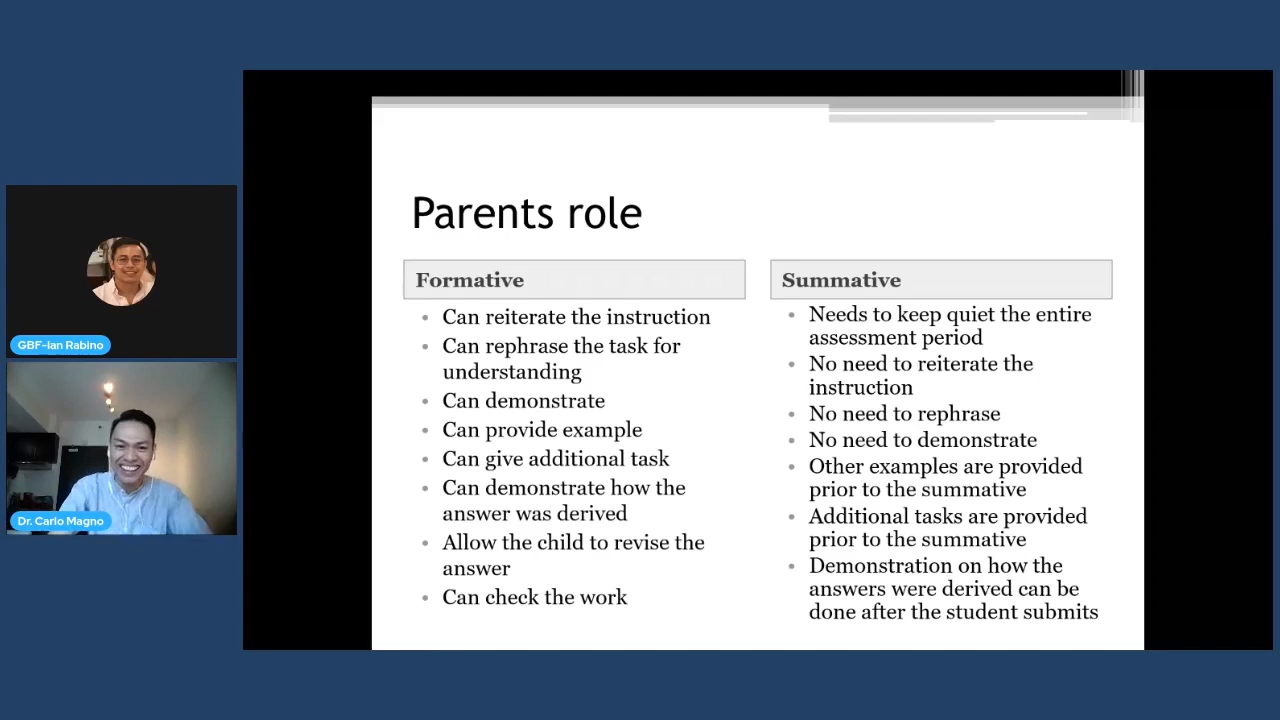 GBF-Ian Rabino
Dr. Carlo Magno
Parents role
Formative
Can reiterate the instruction
Can rephrase the task for
understanding
Can demonstrate
Can provide example
Can give additional task
Can demonstrate how the
answer was derived
Allow the child to revise the
answer
Can check the work
Summative
Needs to keep quiet the entire
assessment period
No need to reiterate the
instruction
No need to rephrase
No need to demonstrate
Other examples are provided
prior to the summative
Additional tasks are provided
prior to the summative
Demonstration on how the
answers were derived can be
done after the student submits